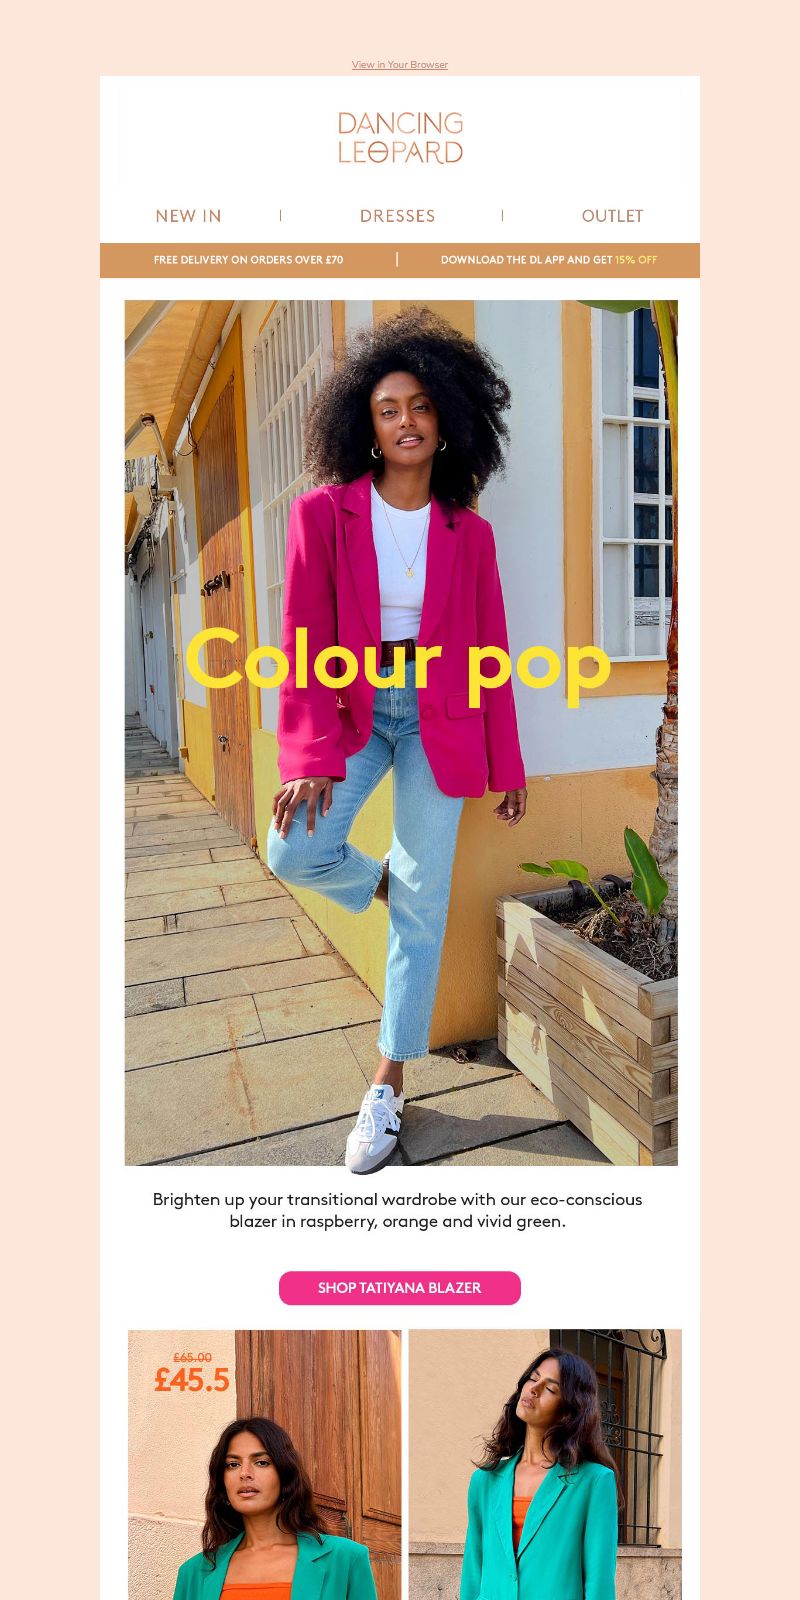 View in Your Browser
DANCING
LEOPARD
NEW IN | DRESSES | OUTLET
FREE DELIVERY ON ORDERS OVER £70 | DOWNLOAD THE DL APP AND GET 15% OFF
Colour pop
Brighten up your transitional wardrobe with our eco-conscious
blazer in raspberry, orange and vivid green.
SHOP TATIYANA BLAZER
£65.00
£45.5